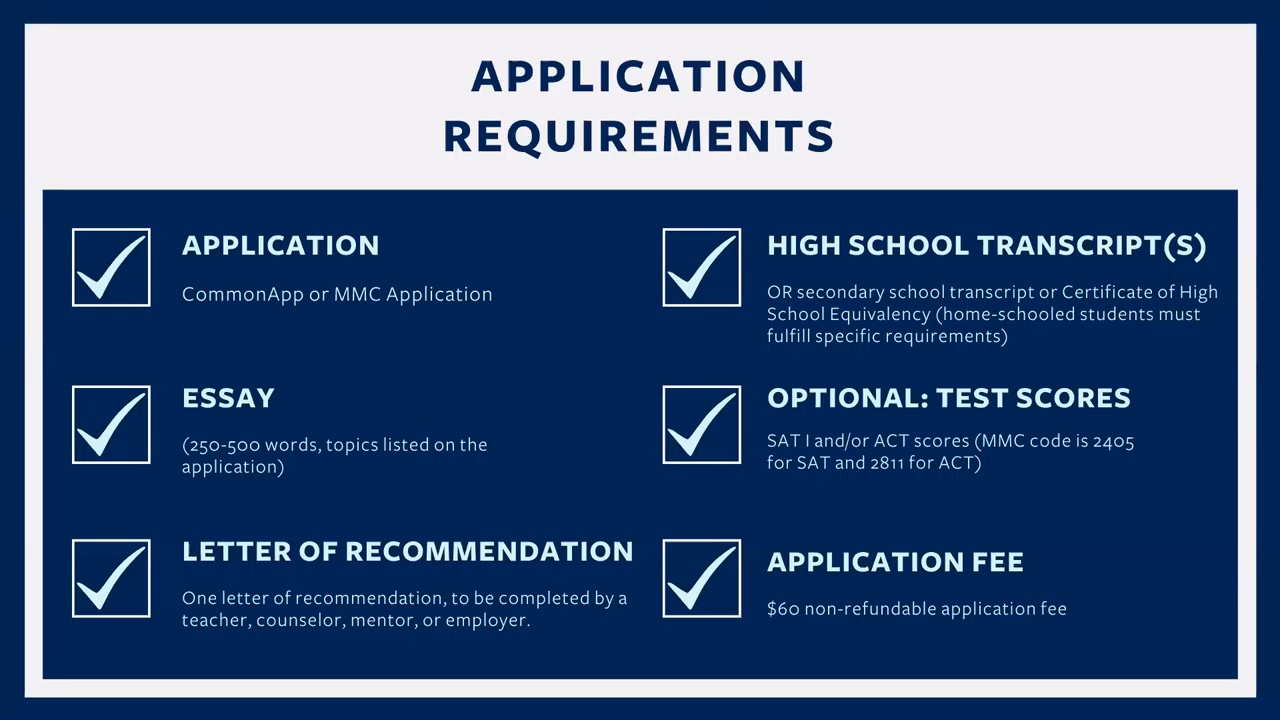 APPLICATION
REQUIREMENTS
APPLICATION
CommonApp or MMC Application
HIGH SCHOOL TRANSCRIPT(S)
OR secondary school transcript or Certificate of High
School Equivalency (home-schooled students must
fulfill specific requirements)
ESSAY
(250-500 words, topics listed on the
application)
OPTIONAL: TEST SCORES
SAT I and/or ACT scores (MMC code is 2405
for SAT and 2811 for ACT)
LETTER OF RECOMMENDATION
One letter of recommendation, to be completed by a
teacher, counselor, mentor, or employer.
APPLICATION FEE
$60 non-refundable application fee